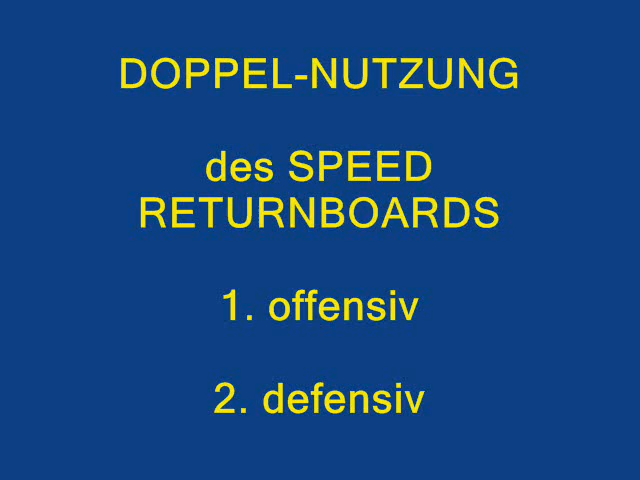 DOPPEL-NUTZUNG
des SPEED
RETURNBOARDS
1. offensiv
2. defensiv